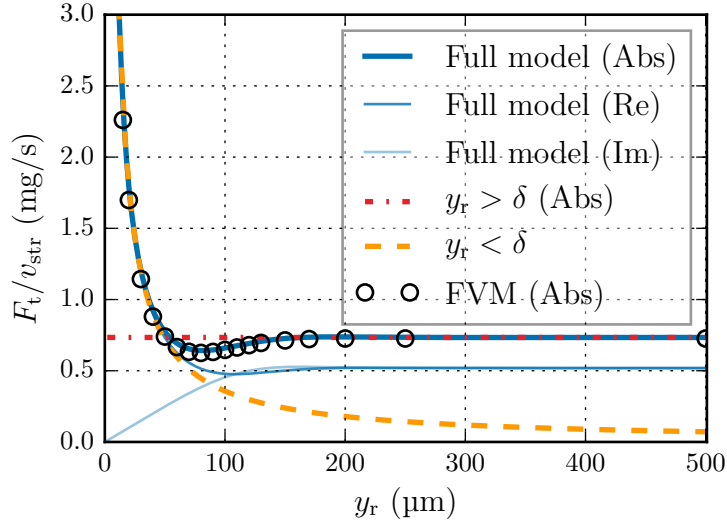 3.0
2.5
2.0
1.5
1.0
0.5
0.0
0
100
200
300
400
500
F_t/v_str (mg/s)
y_r (µm)
Full model (Abs)
Full model (Re)
Full model (Im)
y_r > δ (Abs)
y_r < δ
FVM (Abs)